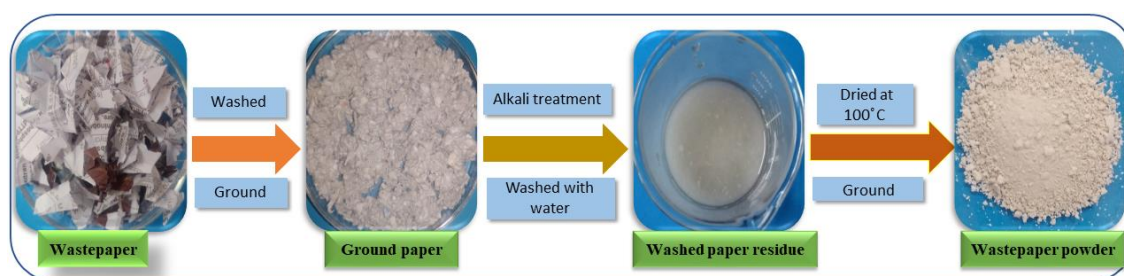 Washed
Ground
Alkali treatment
Washed with
water
Dried at
100°C
Ground
Wastepaper
Ground paper
Washed paper residue
Wastepaper powder